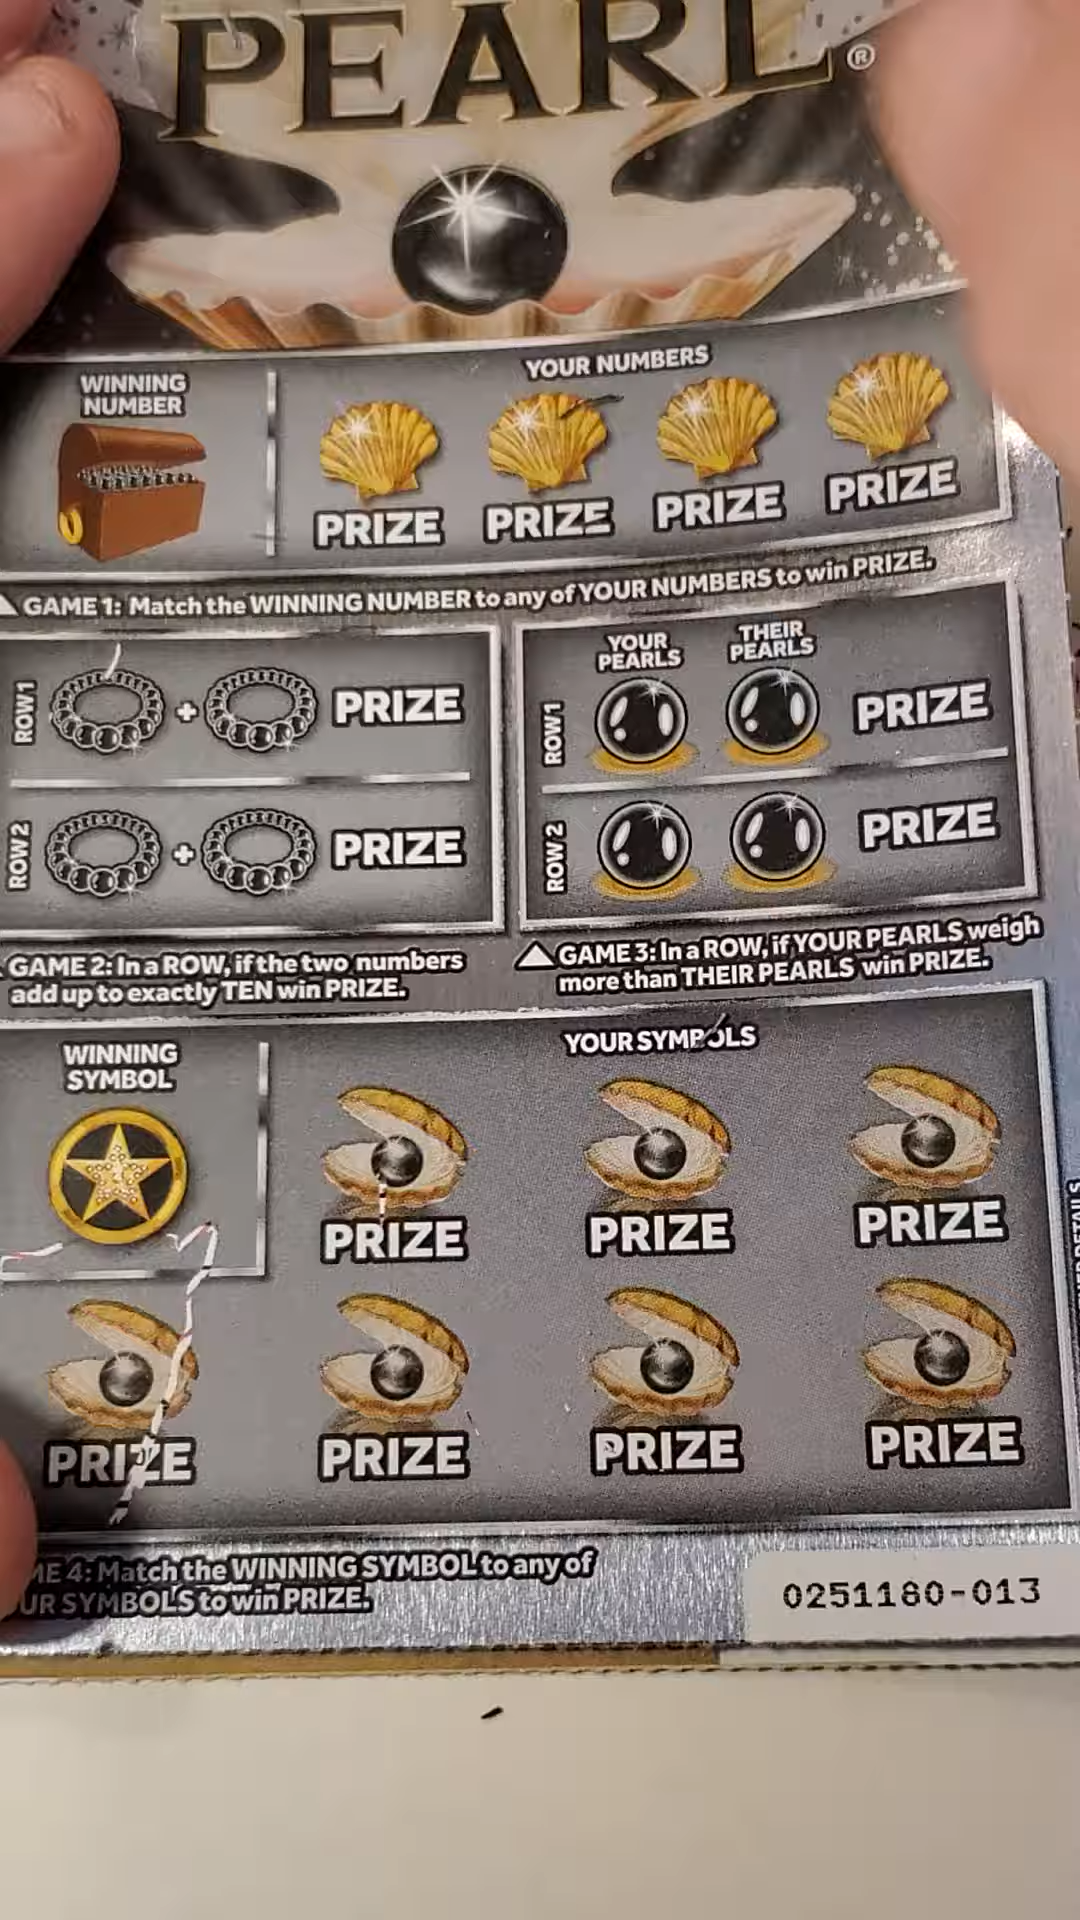 PEARL®
WINNING
NUMBER
YOUR NUMBERS
PRIZE PRIZE PRIZE PRIZE
GAME 1: Match the WINNING NUMBER to any of YOUR NUMBERS to win PRIZE.
ROW 1
+
PRIZE
ROW 2
+
PRIZE
YOUR
PEARLS
THEIR
PEARLS
ROW 1
PRIZE
ROW 2
PRIZE
GAME 2: In a ROW, if the two numbers
add up to exactly TEN win PRIZE.
GAME 3: In a ROW, if YOUR PEARLS weigh
more than THEIR PEARLS win PRIZE.
WINNING
SYMBOL
YOUR SYMBOLS
PRIZE PRIZE PRIZE
PRIZE PRIZE PRIZE PRIZE
ME 4: Match the WINNING SYMBOL to any of
UR SYMBOLS to win PRIZE.
0251180-013